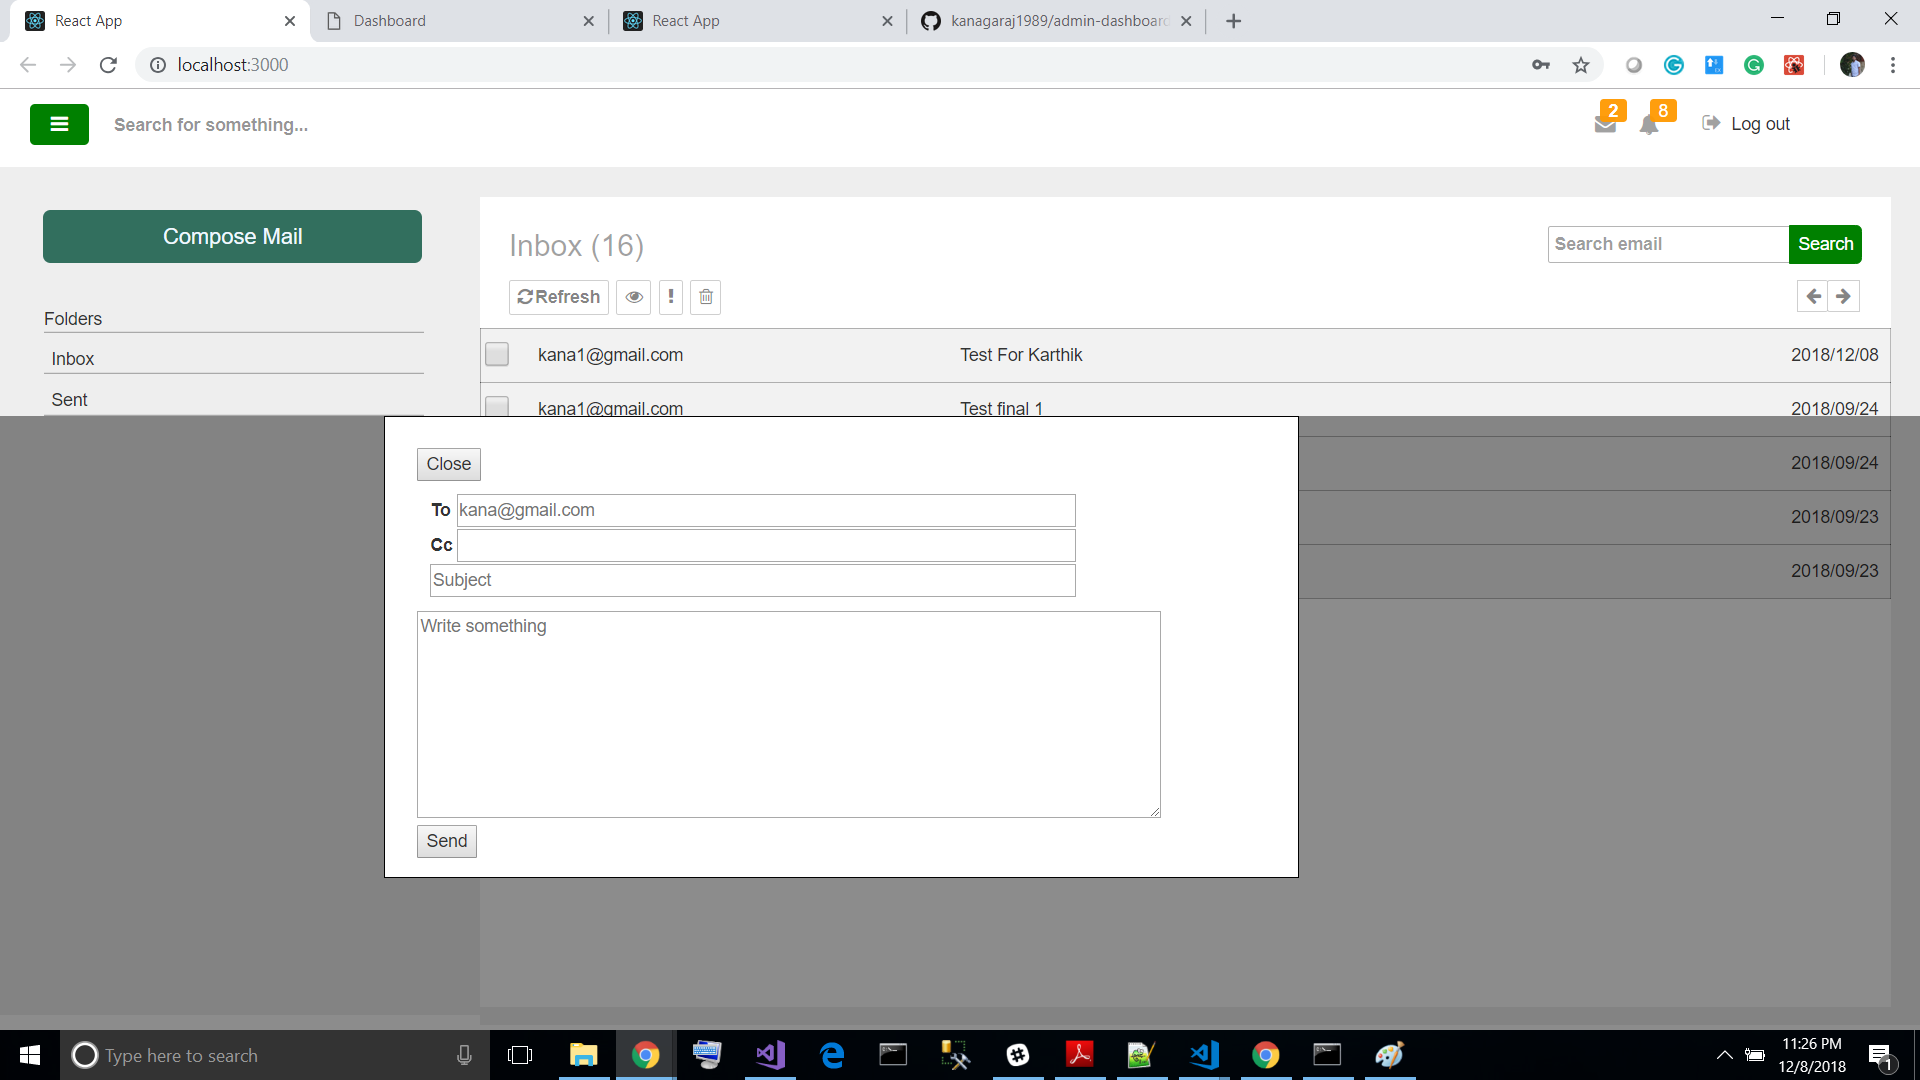 React App
Dashboard
React App
kanagaraj1989/admin-dashboard
localhost:3000
Search for something...
2
8
Log out
Compose Mail
Inbox (16)
Search email
Search
Refresh
Folders
Inbox
Sent
kana1@gmail.com Test For Karthik 2018/12/08
kana1@gmail.com Test final 1 2018/09/24
2018/09/24
2018/09/23
2018/09/23
Close
To kana@gmail.com
Cc
Subject
Write something
Send
Type here to search
11:26 PM
12/8/2018
1